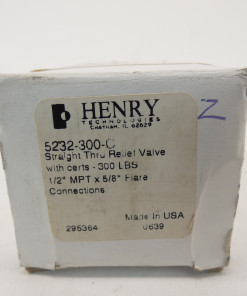 HENRY
TECHNOLOGIES
CHATHAM, IL 62629
Z
5232-300-C
Straight Thru Relief Valve
with certs - 300 LBS
1/2" MPT x 5/8" Flare
Connections
Made In USA
295364 0639